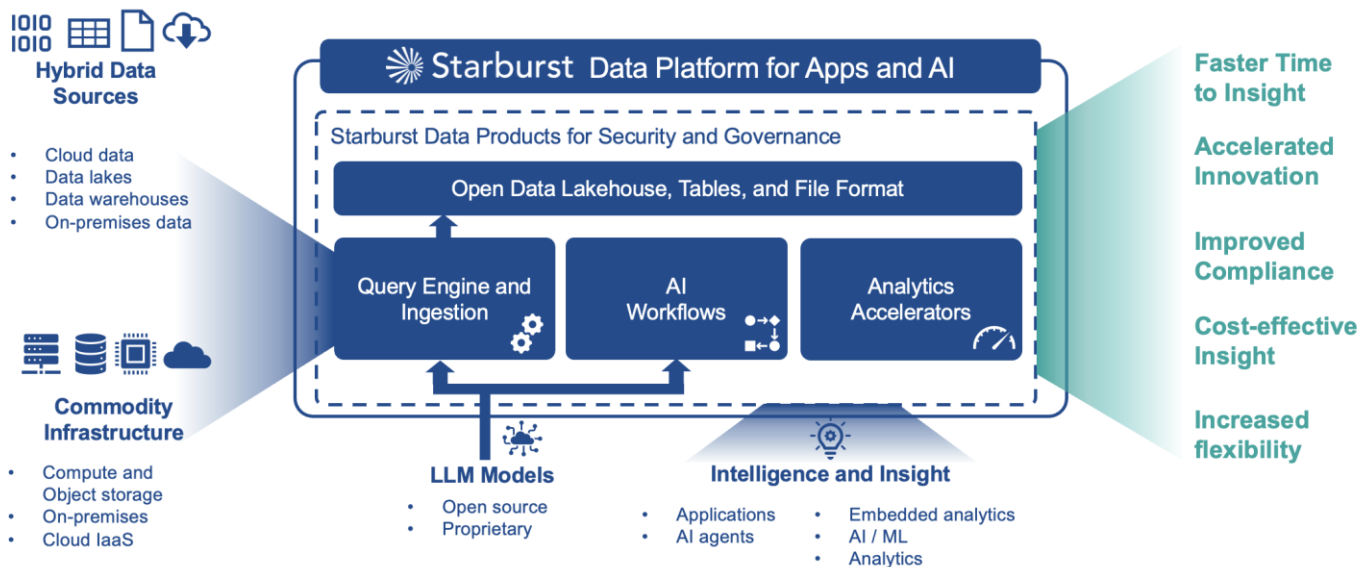 1010
1010
Hybrid Data
Sources
• Cloud data
• Data lakes
• Data warehouses
• On-premises data
Commodity
Infrastructure
• Compute and
Object storage
• On-premises
• Cloud IaaS
Starburst Data Platform for Apps and AI
Starburst Data Products for Security and Governance
Open Data Lakehouse, Tables, and File Format
Query Engine and
Ingestion
AI
Workflows
Analytics
Accelerators
LLM Models
• Open source
• Proprietary
Intelligence and Insight
• Applications
• AI agents
• Embedded analytics
• AI / ML
• Analytics
Faster Time
to Insight
Accelerated
Innovation
Improved
Compliance
Cost-effective
Insight
Increased
flexibility